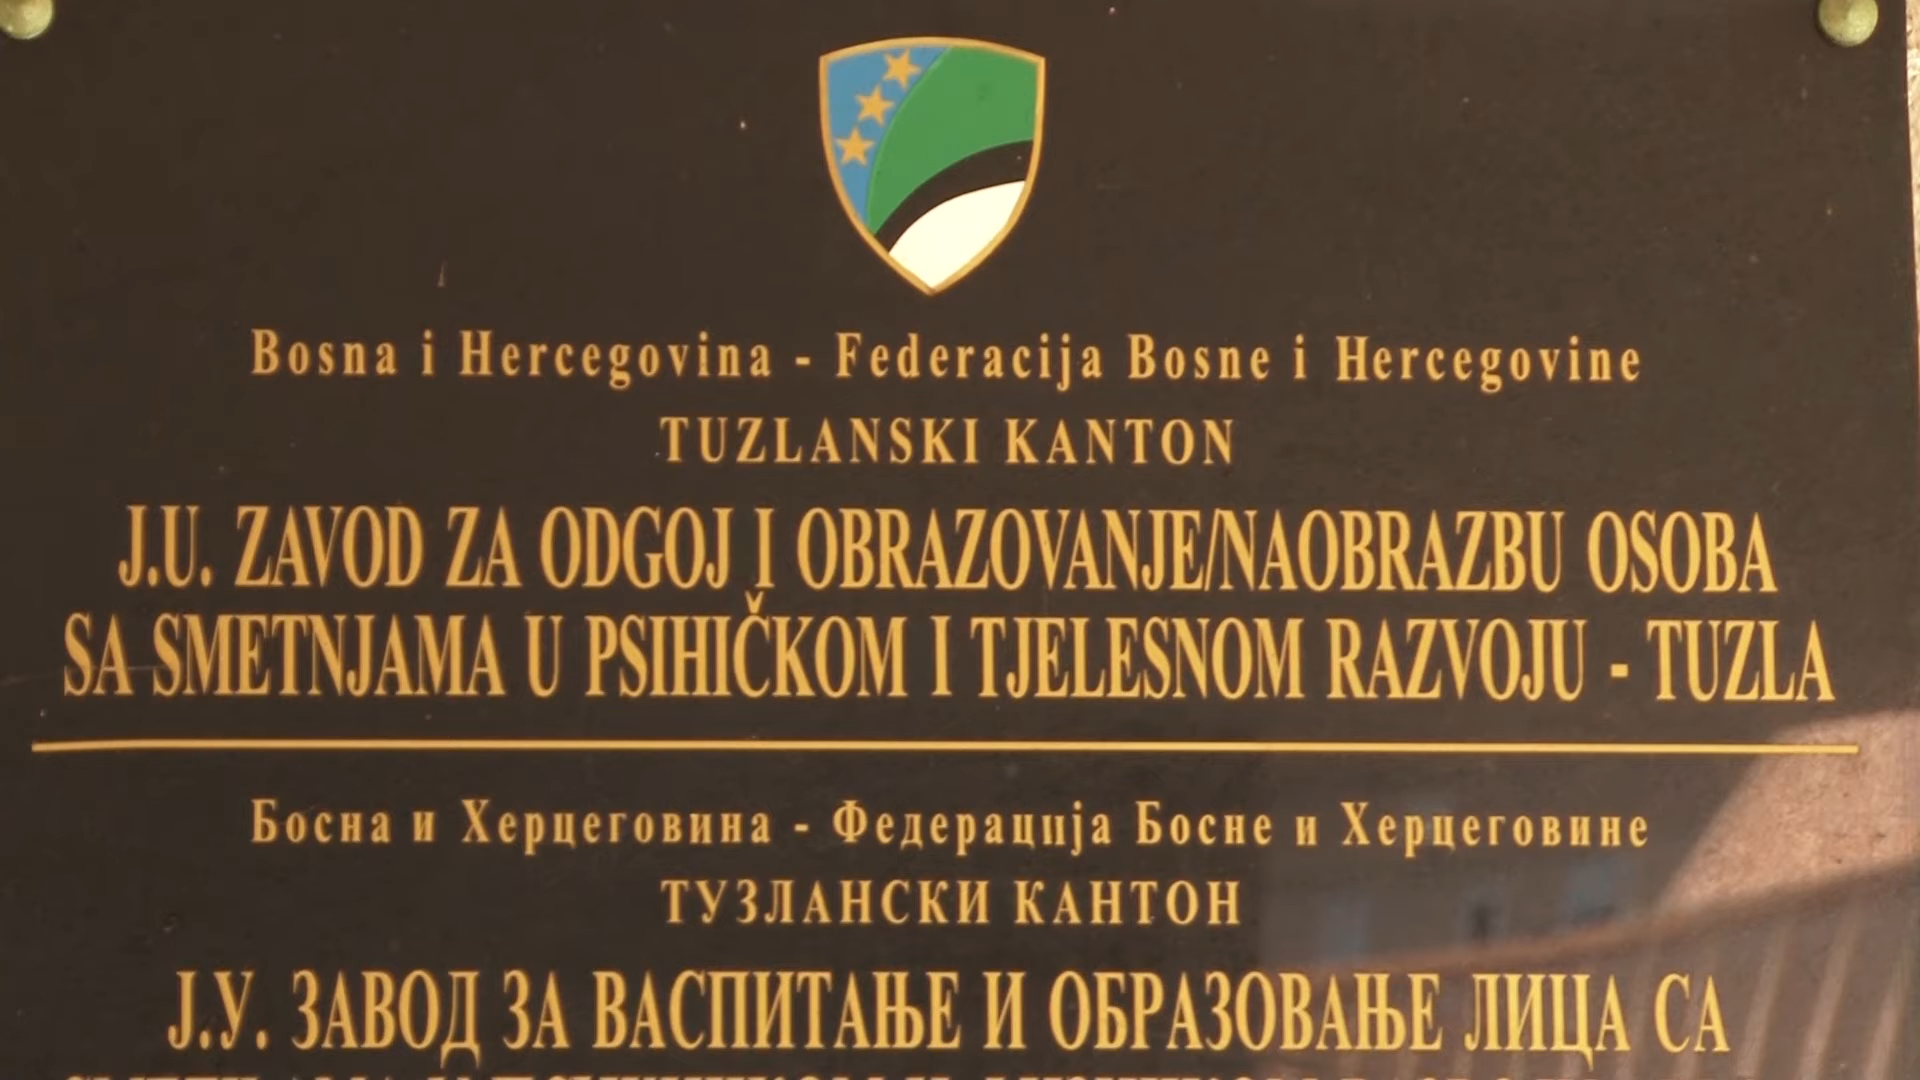 Bosna i Hercegovina - Federacija Bosne i Hercegovine
TUZLANSKI KANTON
J.U. ZAVOD ZA ODGOJ I OBRAZOVANJE/NAOBRAZBU OSOBA
SA SMETNJAMA U PSIHIČKOM I TJELESNOM RAZVOJU - TUZLA
Босна и Херцеговина - Федерација Босне и Херцеговине
ТУЗЛАНСКИ КАНТОН
Ј.У. ЗАВОД ЗА ВАСПИТАЊЕ И ОБРАЗОВАЊЕ ЛИЦА СА